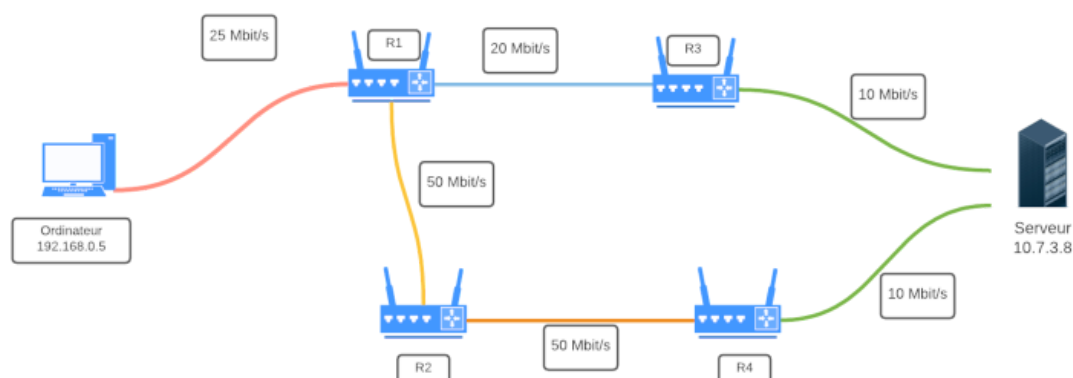 25 Mbit/s
R1
20 Mbit/s
R3
10 Mbit/s
50 Mbit/s
Ordinateur
192.168.0.5
Serveur
10.7.3.8
10 Mbit/s
50 Mbit/s
R2
R4